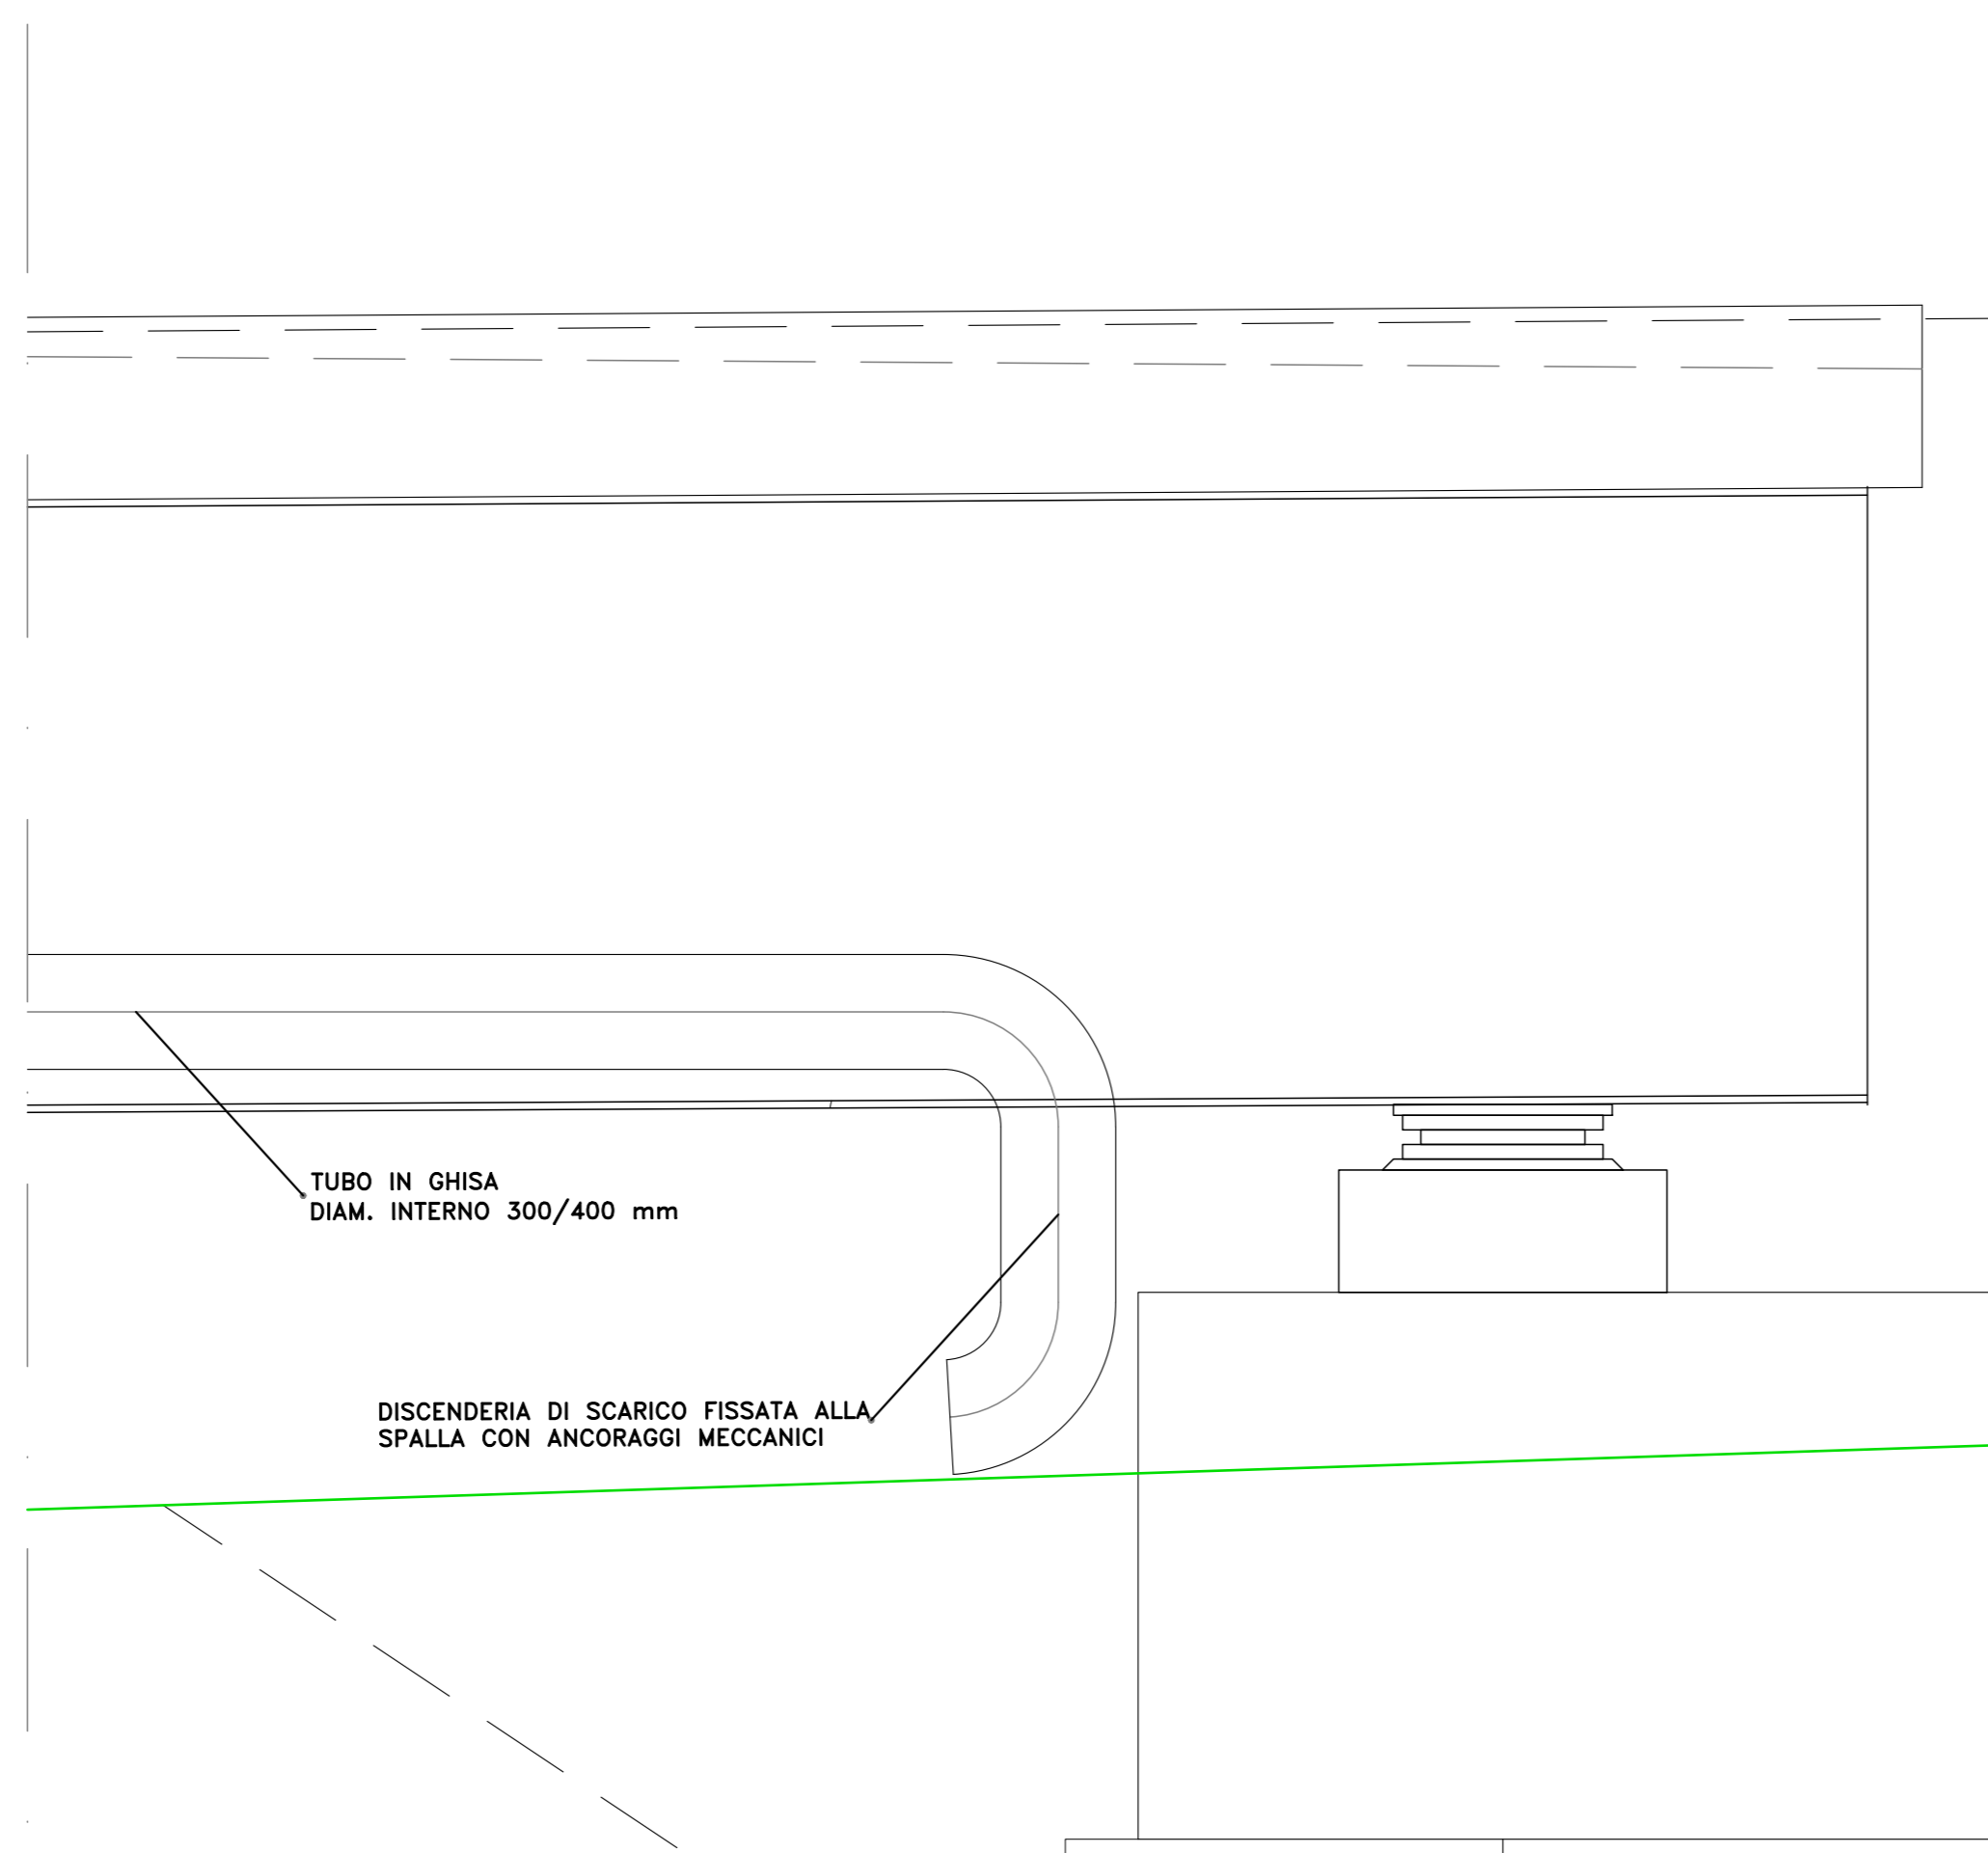 TUBO IN GHISA
DIAM. INTERNO 300/400 mm
DISCENDERIA DI SCARICO FISSATA ALLA
SPALLA CON ANCORAGGI MECCANICI